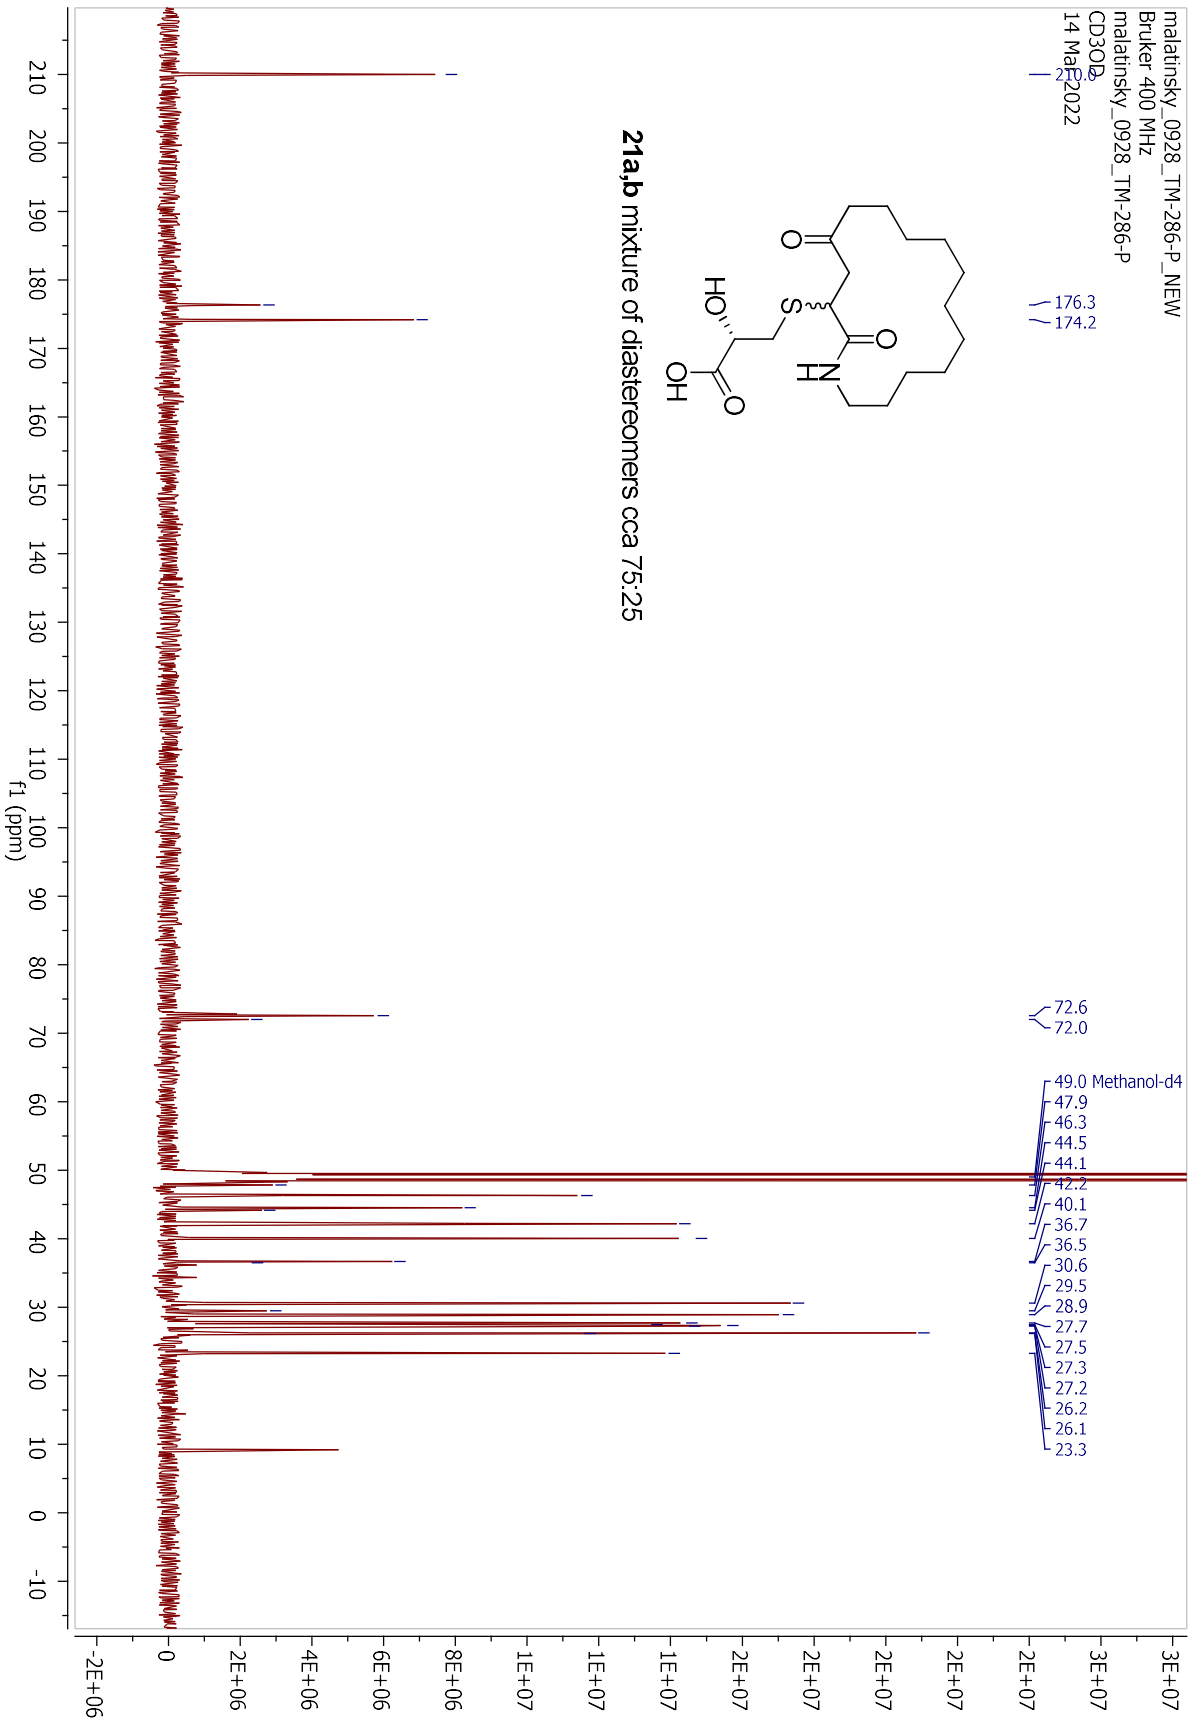 malatinsky_0928_TM-286-P_NEW
Bruker 400 MHz
malatinsky_0928_TM-286-P
CD3OD
14 Mar 2022
210.0
176.3
174.2
72.6
72.0
49.0 Methanol-d4
47.9
46.3
44.5
44.1
42.2
40.1
36.7
36.5
30.6
29.5
28.9
27.7
27.5
27.3
27.2
26.2
26.1
23.3
O
O
S
N
H
HO
O
OH
21a,b mixture of diastereomers cca 75:25
210 200 190 180 170 160 150 140 130 120 110 100 90 80 70 60 50 40 30 20 10 0 -10
f1 (ppm)
3E+07
3E+07
2E+07
2E+07
2E+07
2E+07
2E+07
1E+07
1E+07
1E+07
8E+06
6E+06
4E+06
2E+06
0
-2E+06